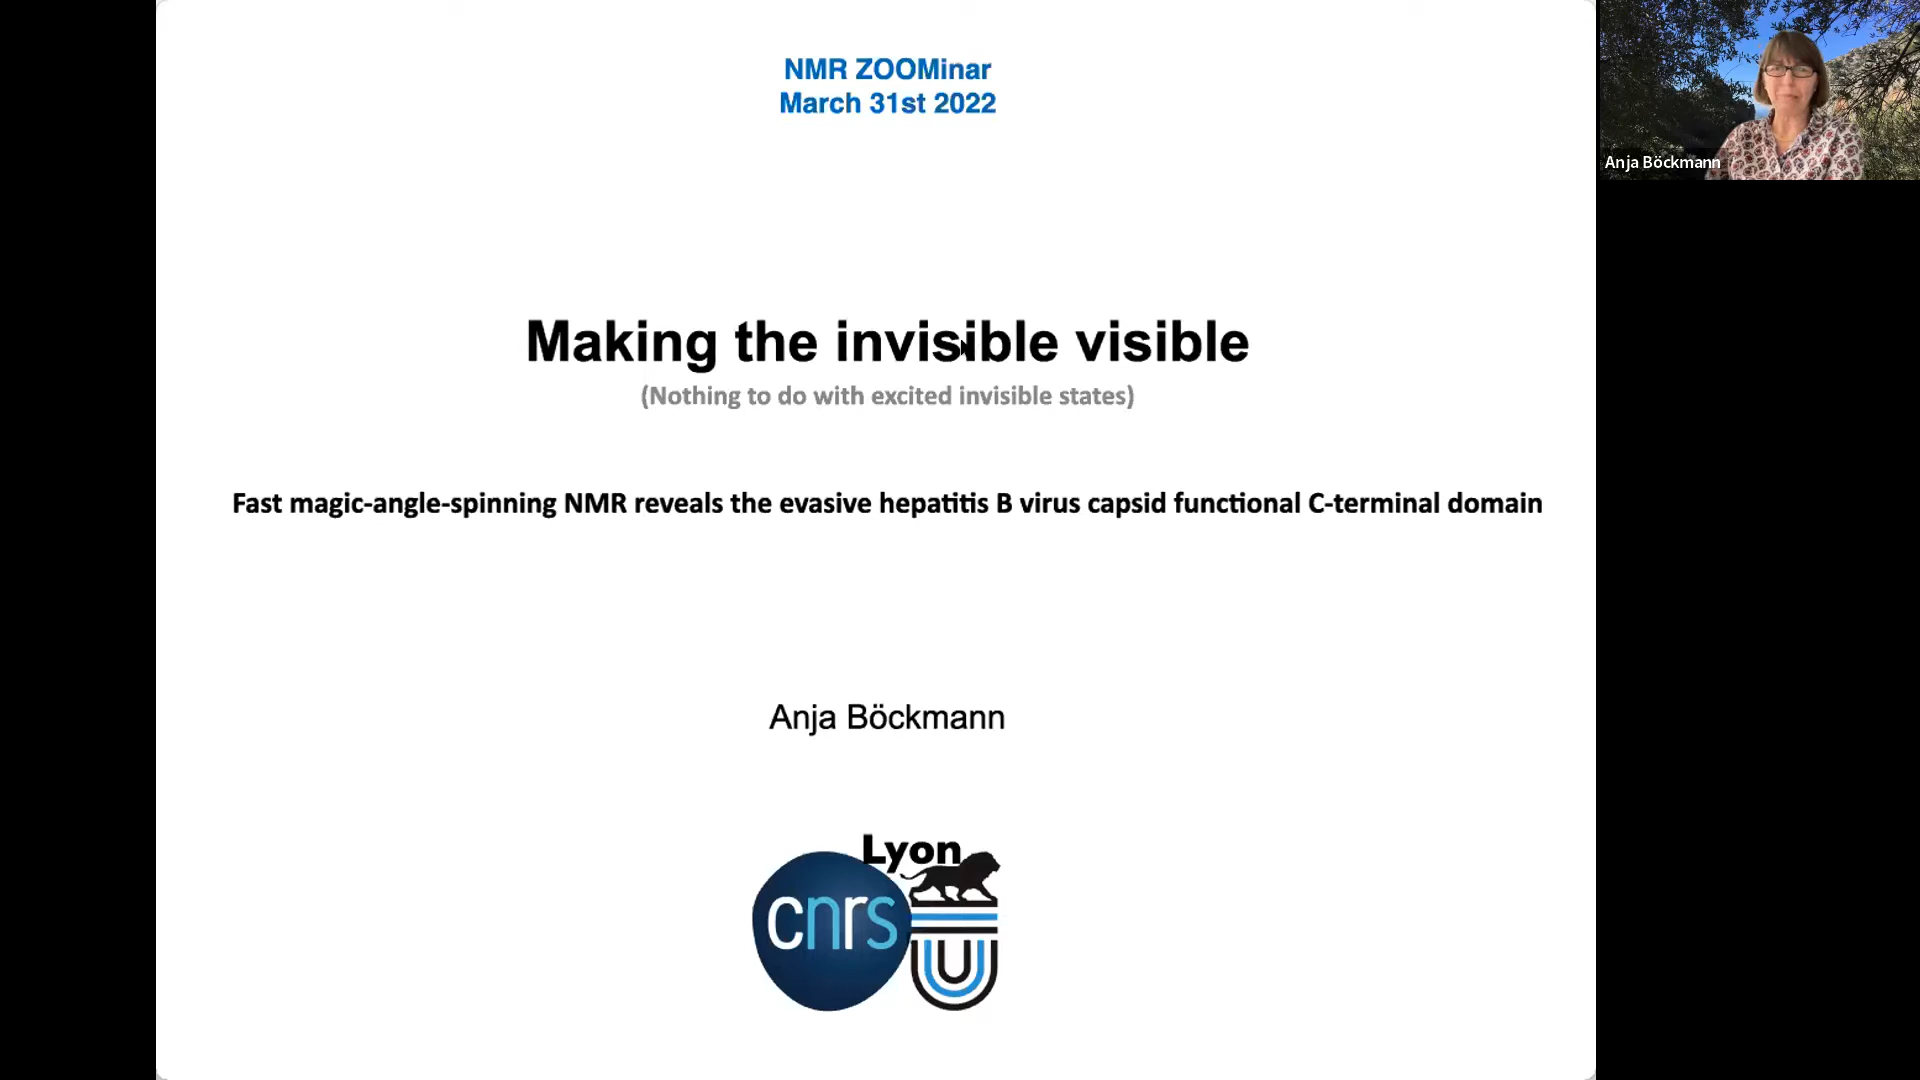 NMR ZOOMinar
March 31st 2022
Anja Böckmann
Making the invisible visible
(Nothing to do with excited invisible states)
Fast magic-angle-spinning NMR reveals the evasive hepatitis B virus capsid functional C-terminal domain
Anja Böckmann
Lyon
cnrs
U